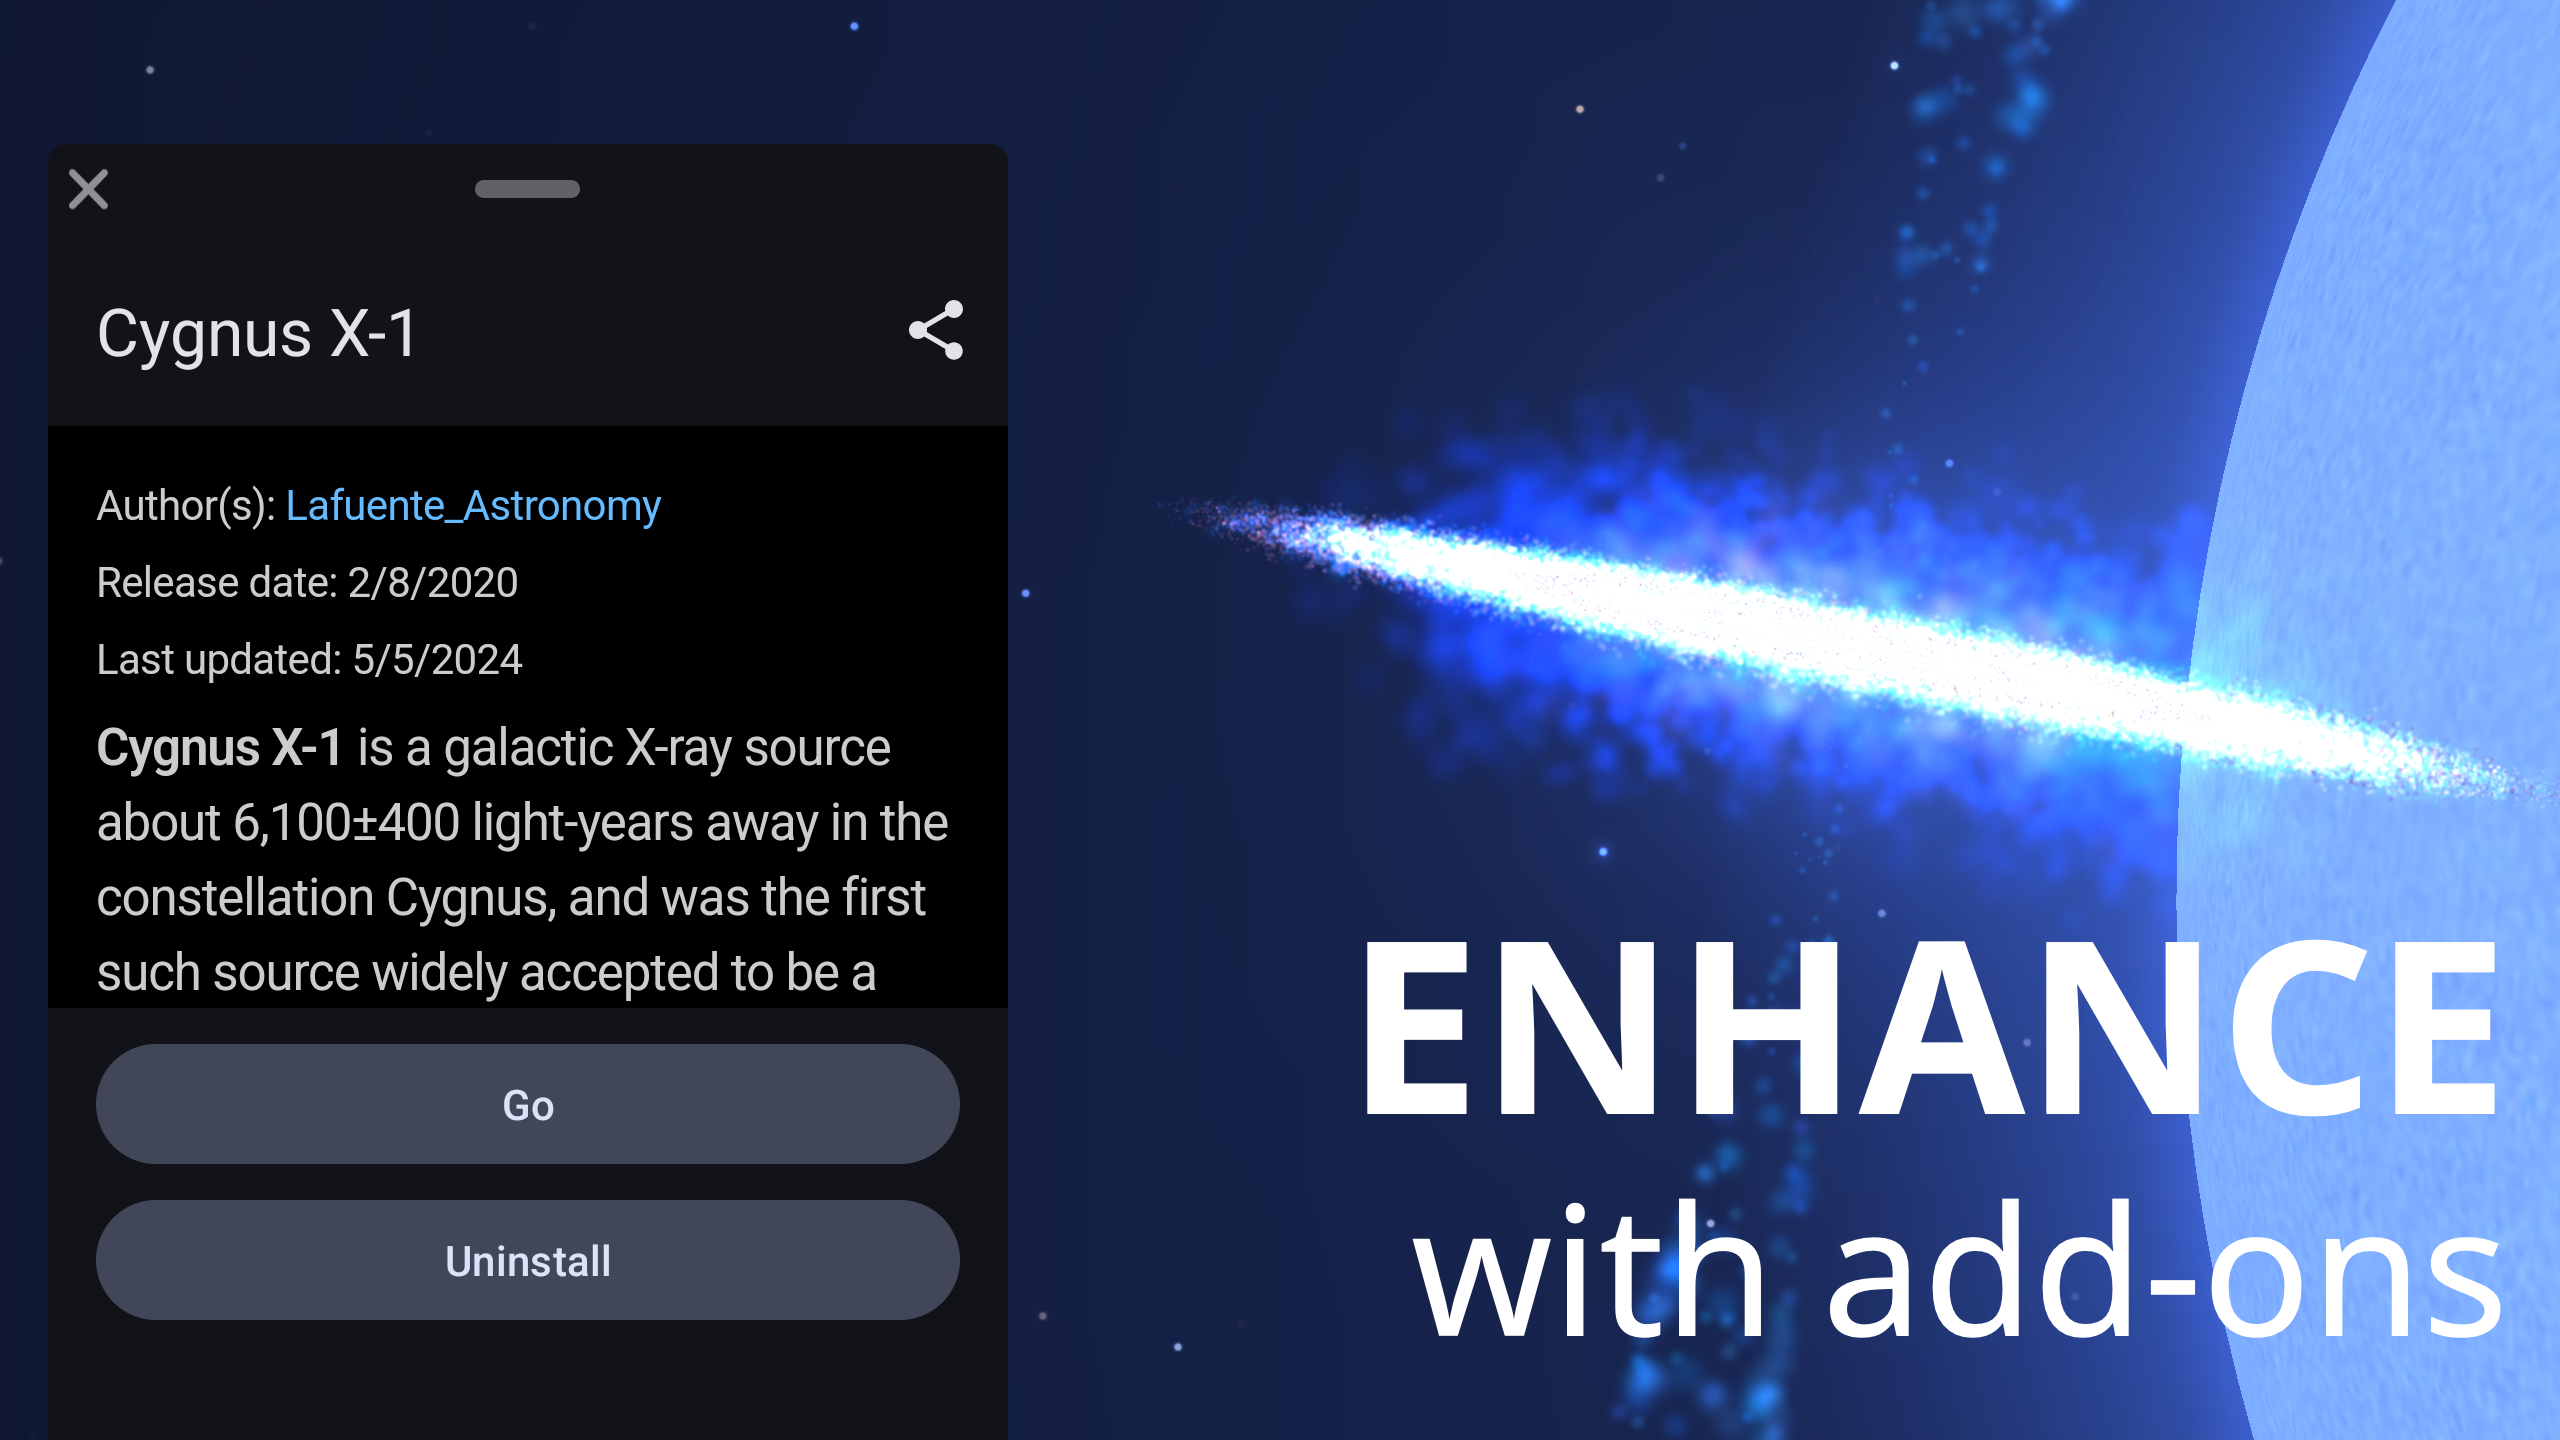 Cygnus X-1
Author(s): Lafuente_Astronomy
Release date: 2/8/2020
Last updated: 5/5/2024
Cygnus X-1 is a galactic X-ray source
about 6,100±400 light-years away in the
constellation Cygnus, and was the first
such source widely accepted to be a
Go
Uninstall
ENHANCE
with add-ons